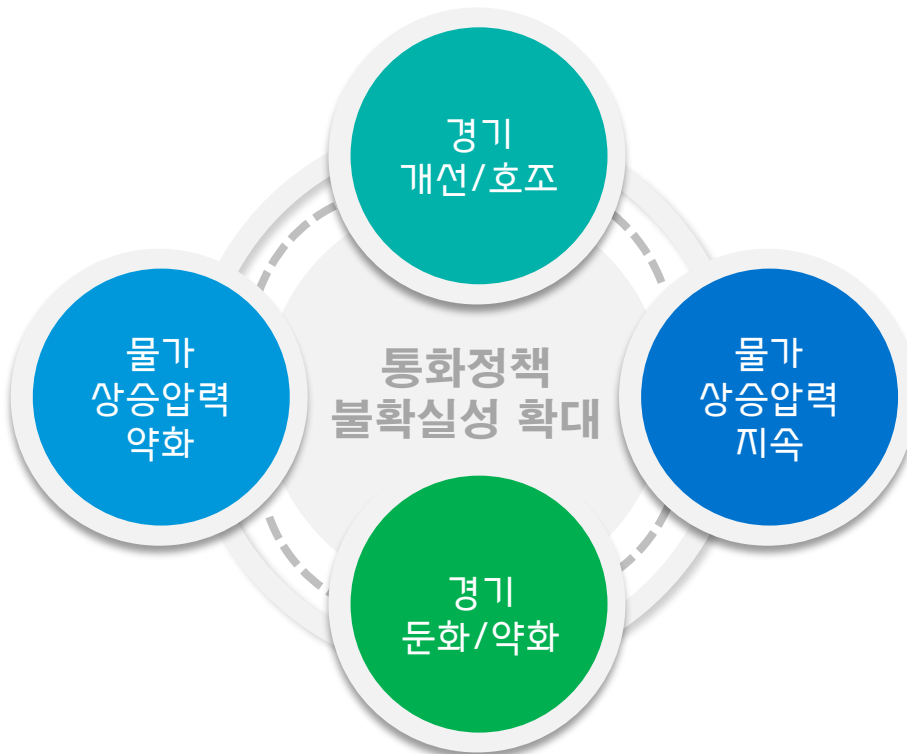 경기
개선/호조
물가
상승압력
약화
통화정책
불확실성 확대
물가
상승압력
지속
경기
둔화/약화